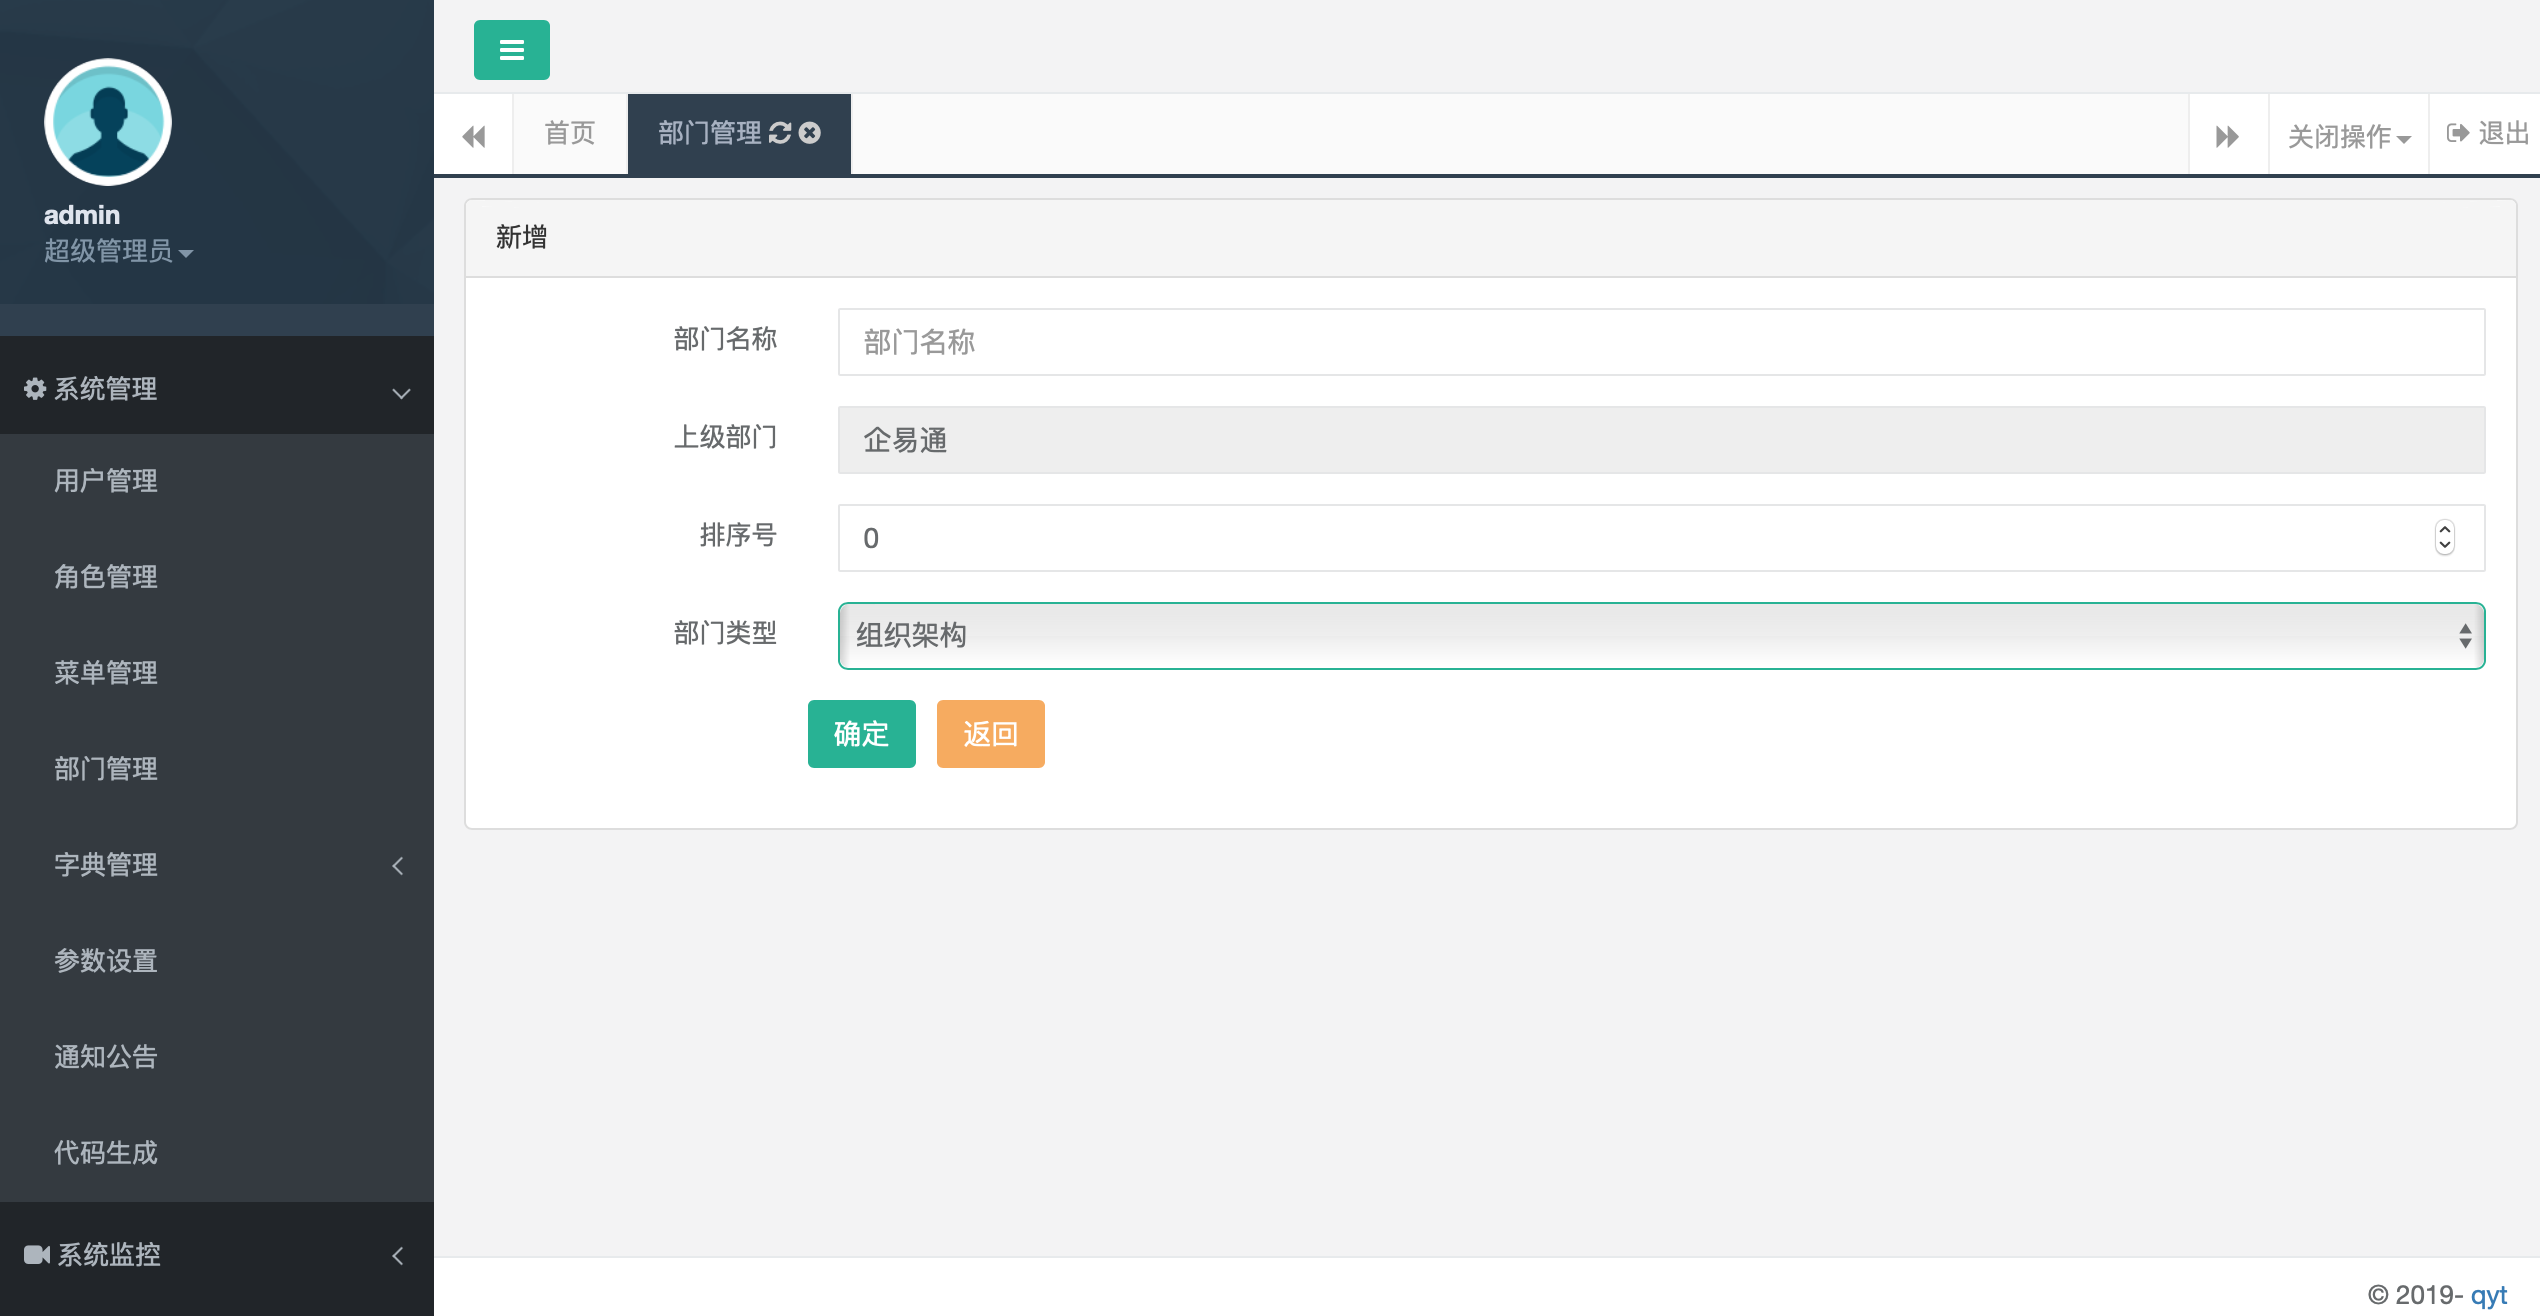 admin
超级管理员
系统管理
用户管理
角色管理
菜单管理
部门管理
字典管理
参数设置
通知公告
代码生成
系统监控
首页
部门管理
关闭操作
退出
新增
部门名称 部门名称
上级部门 企易通
排序号 0
部门类型 组织架构
确定 返回
© 2019- qyt